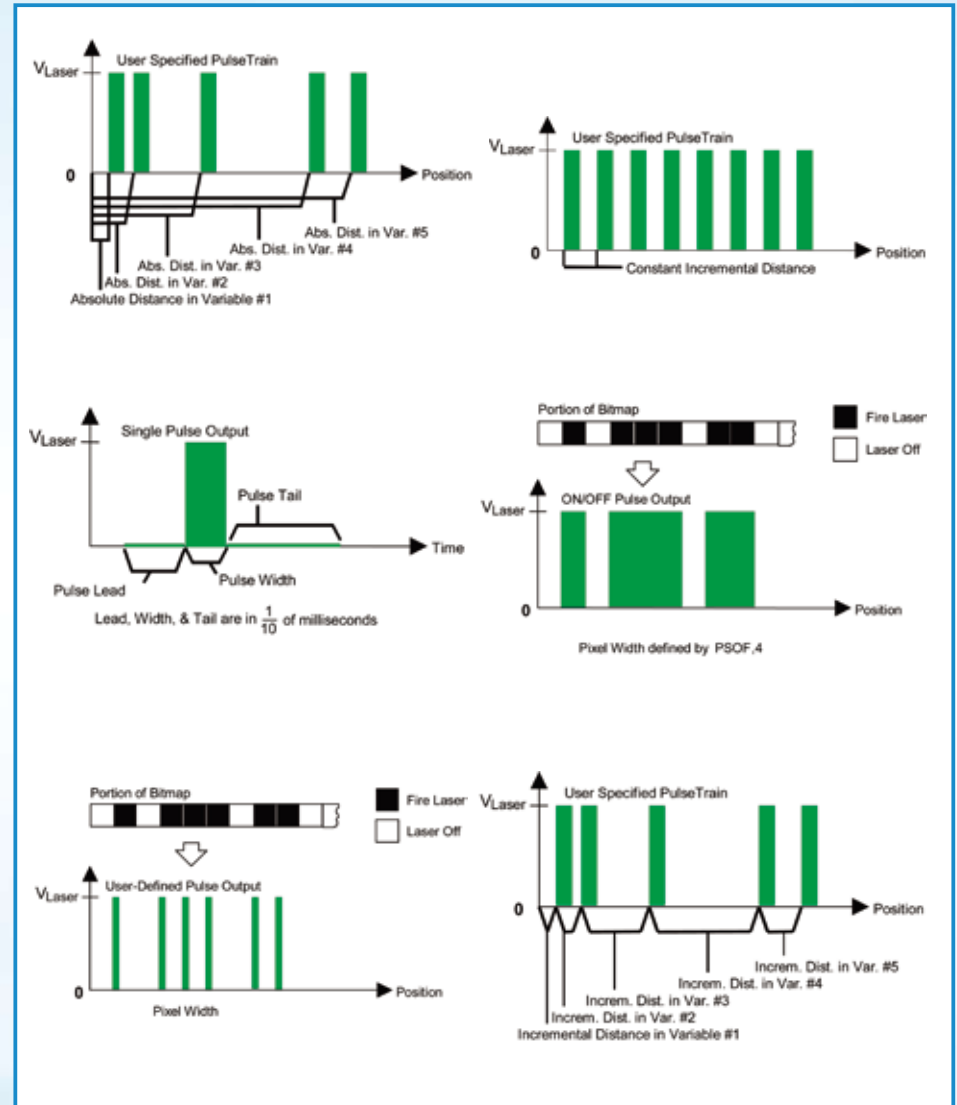 User Specified PulseTrain
VLaser
0
Position
Abs. Dist. in Var. #5
Abs. Dist. in Var. #4
Abs. Dist. in Var. #3
Abs. Dist. in Var. #2
Absolute Distance in Variable #1
User Specified PulseTrain
VLaser
0
Position
Constant Incremental Distance
Single Pulse Output
VLaser
Pulse Tail
Time
Pulse Width
Pulse Lead
Lead, Width, & Tail are in 1/10 of milliseconds
Portion of Bitmap
Fire Laser
Laser Off
ON/OFF Pulse Output
VLaser
0
Position
Pixel Width defined by PSOF,4
Portion of Bitmap
Fire Laser
Laser Off
User-Defined Pulse Output
VLaser
0
Position
Pixel Width
User Specified PulseTrain
VLaser
0
Position
Increm. Dist. in Var. #5
Increm. Dist. in Var. #4
Increm. Dist. in Var. #3
Increm. Dist. in Var. #2
Incremental Distance in Variable #1